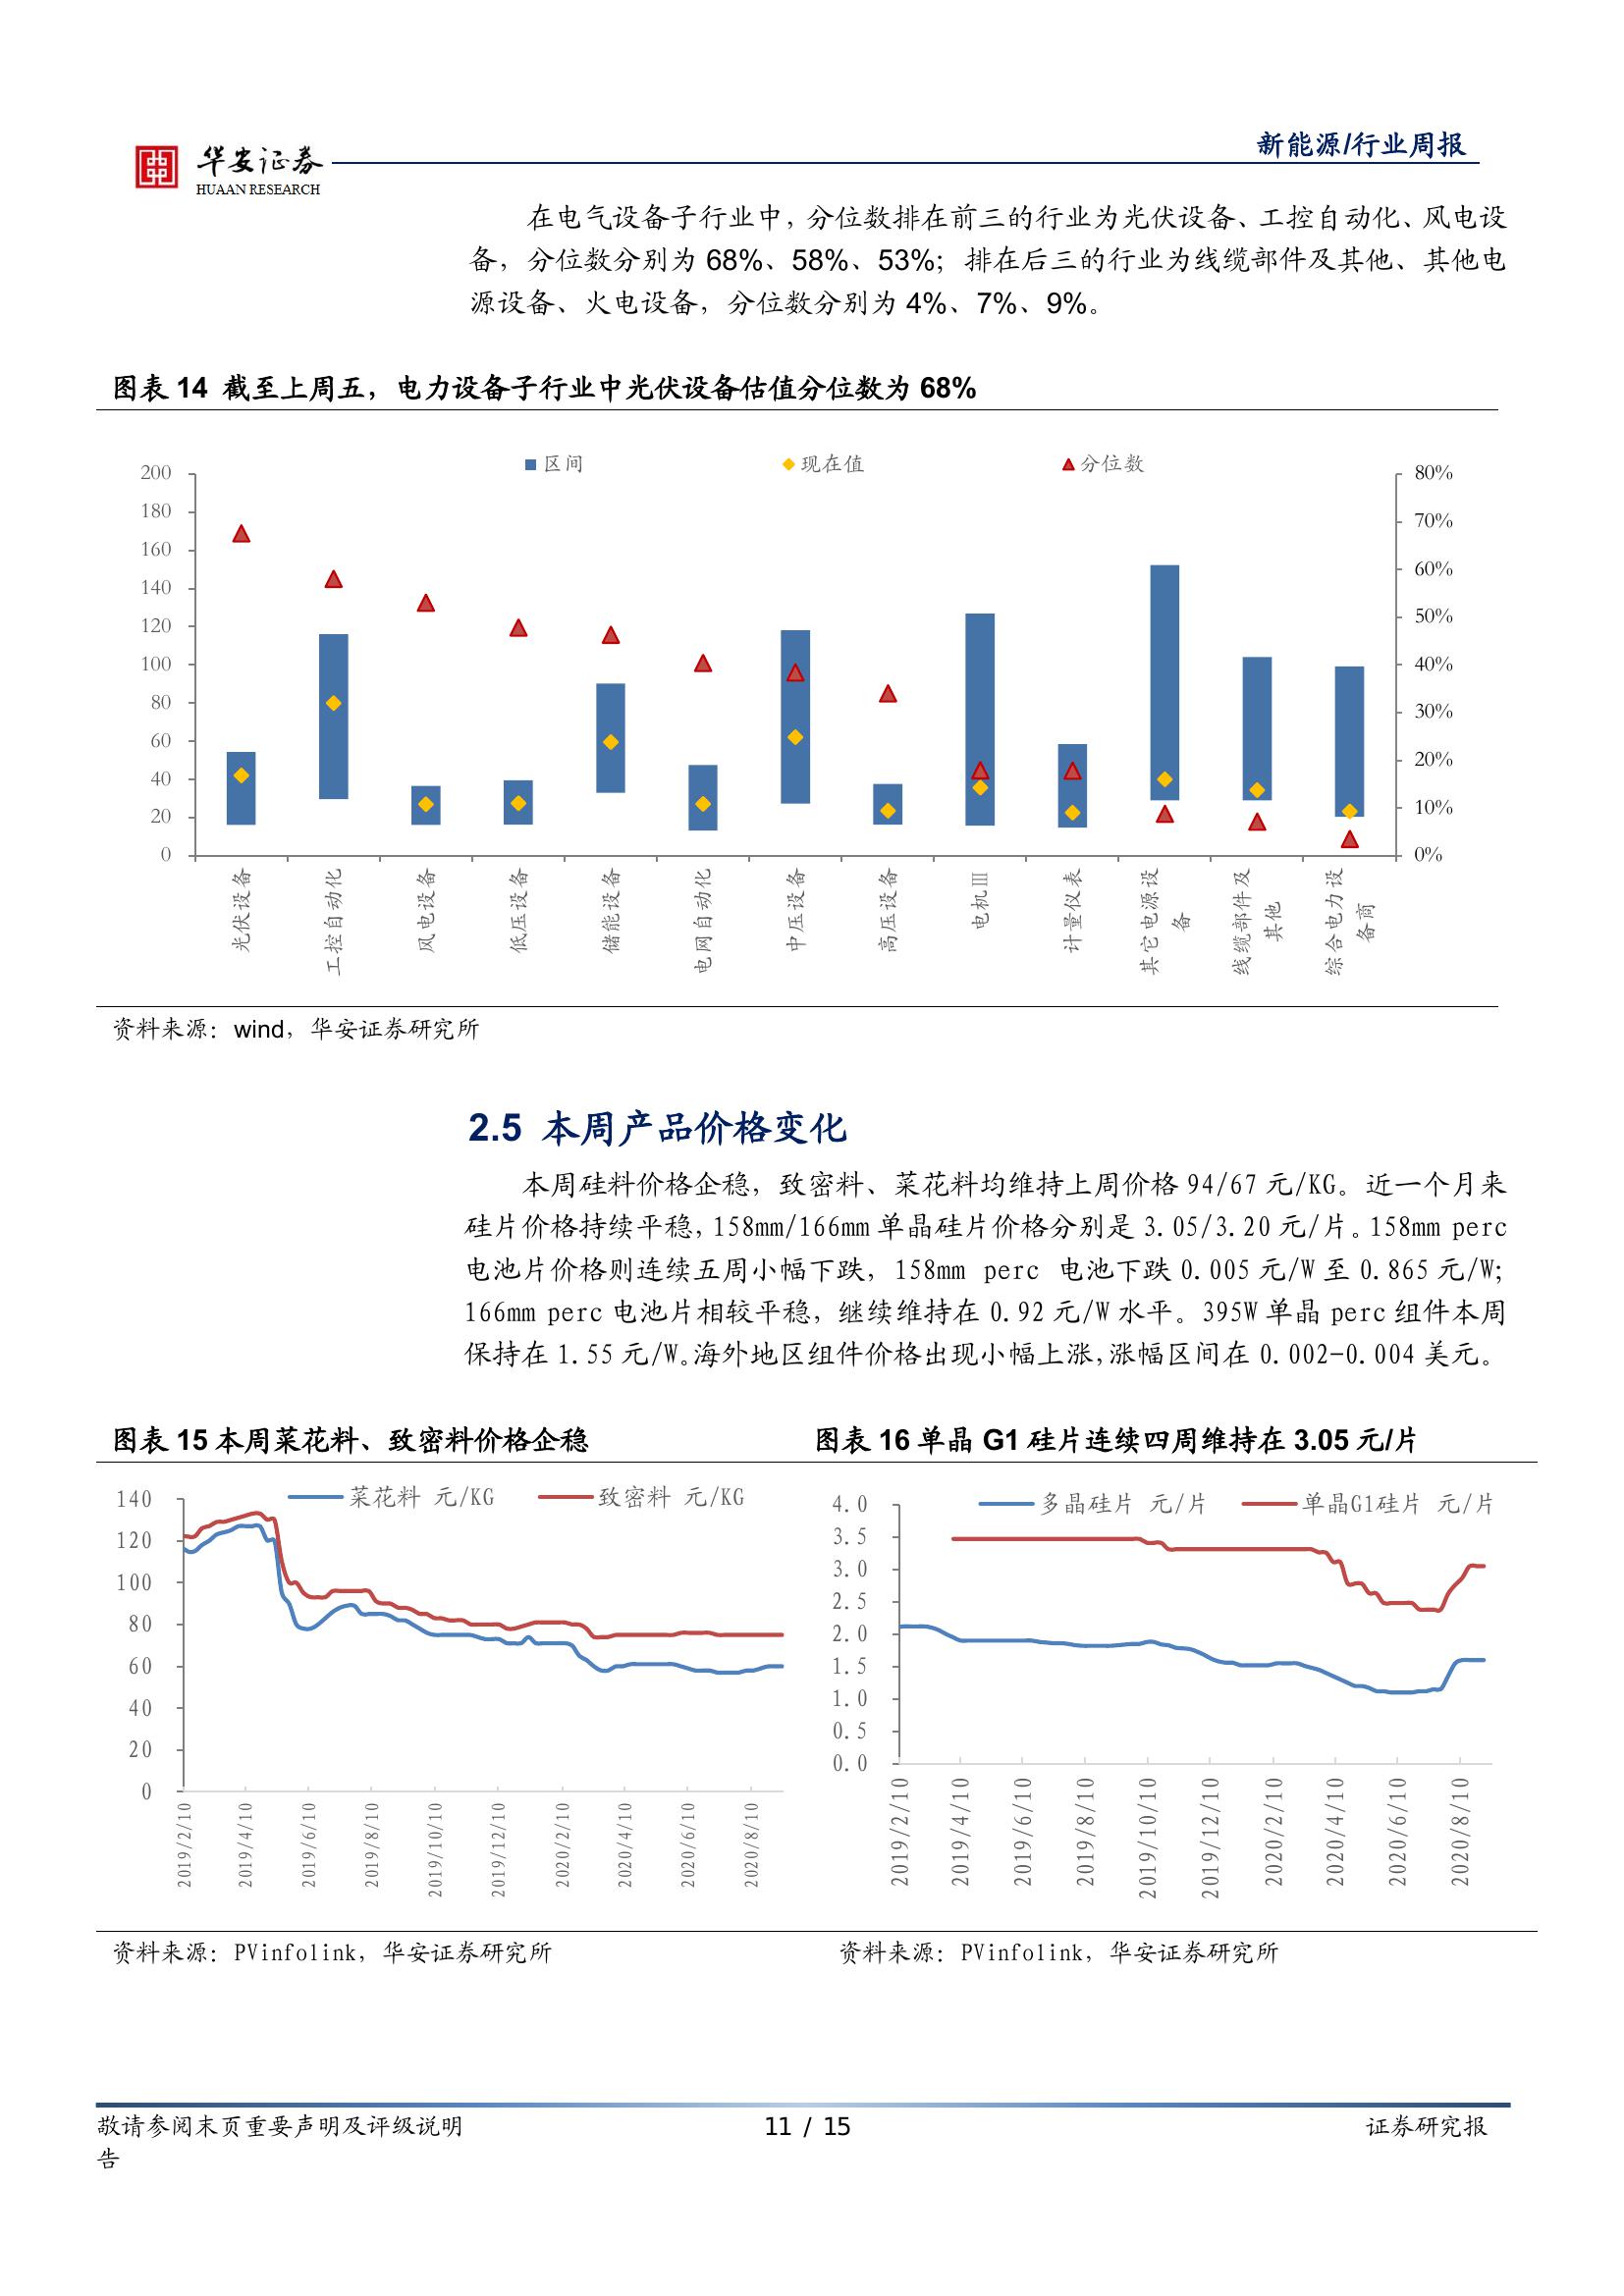 华安证券
HUAAN RESEARCH
新能源/行业周报
在电气设备子行业中，分位数排在前三的行业为光伏设备、工控自动化、风电设
备，分位数分别为 68%、58%、53%；排在后三的行业为线缆部件及其他、其他电
源设备、火电设备，分位数分别为 4%、7%、9%。
图表 14 截至上周五，电力设备子行业中光伏设备估值分位数为 68%
区间 现在值 分位数
200
180
160
140
120
100
80
60
40
20
0
80%
70%
60%
50%
40%
30%
20%
10%
0%
光伏设备
工控自动化
风电设备
低压设备
储能设备
电网自动化
中压设备
高压设备
电机Ⅲ
计量仪表
其它电源设
备
线缆部件及
其他
综合电力设
备商
资料来源：wind，华安证券研究所
2.5 本周产品价格变化
本周硅料价格企稳，致密料、菜花料均维持上周价格 94/67 元/KG。近一个月来
硅片价格持续平稳，158mm/166mm 单晶硅片价格分别是 3.05/3.20 元/片。158mm perc
电池片价格则连续五周小幅下跌，158mm perc 电池下跌 0.005 元/W 至 0.865 元/W；
166mm perc 电池片相较平稳，继续维持在 0.92 元/W 水平。395W 单晶 perc 组件本周
保持在 1.55 元/W。海外地区组件价格出现小幅上涨，涨幅区间在 0.002-0.004 美元。
图表 15 本周菜花料、致密料价格企稳
菜花料 元/KG 致密料 元/KG
140
120
100
80
60
40
20
0
2019/2/10
2019/4/10
2019/6/10
2019/8/10
2019/10/10
2019/12/10
2020/2/10
2020/4/10
2020/6/10
2020/8/10
资料来源：PVinfolink，华安证券研究所
图表 16 单晶 G1 硅片连续四周维持在 3.05 元/片
多晶硅片 元/片 单晶G1硅片 元/片
4.0
3.5
3.0
2.5
2.0
1.5
1.0
0.5
0.0
2019/2/10
2019/4/10
2019/6/10
2019/8/10
2019/10/10
2019/12/10
2020/2/10
2020/4/10
2020/6/10
2020/8/10
资料来源：PVinfolink，华安证券研究所
敬请参阅末页重要声明及评级说明 11 / 15 证券研究报
告